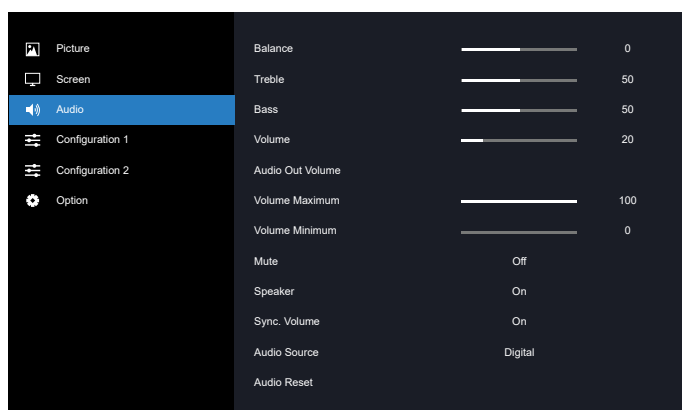 Picture
Screen
Audio
Configuration 1
Configuration 2
Option
Balance 0
Treble 50
Bass 50
Volume 20
Audio Out Volume
Volume Maximum 100
Volume Minimum 0
Mute Off
Speaker On
Sync. Volume On
Audio Source Digital
Audio Reset